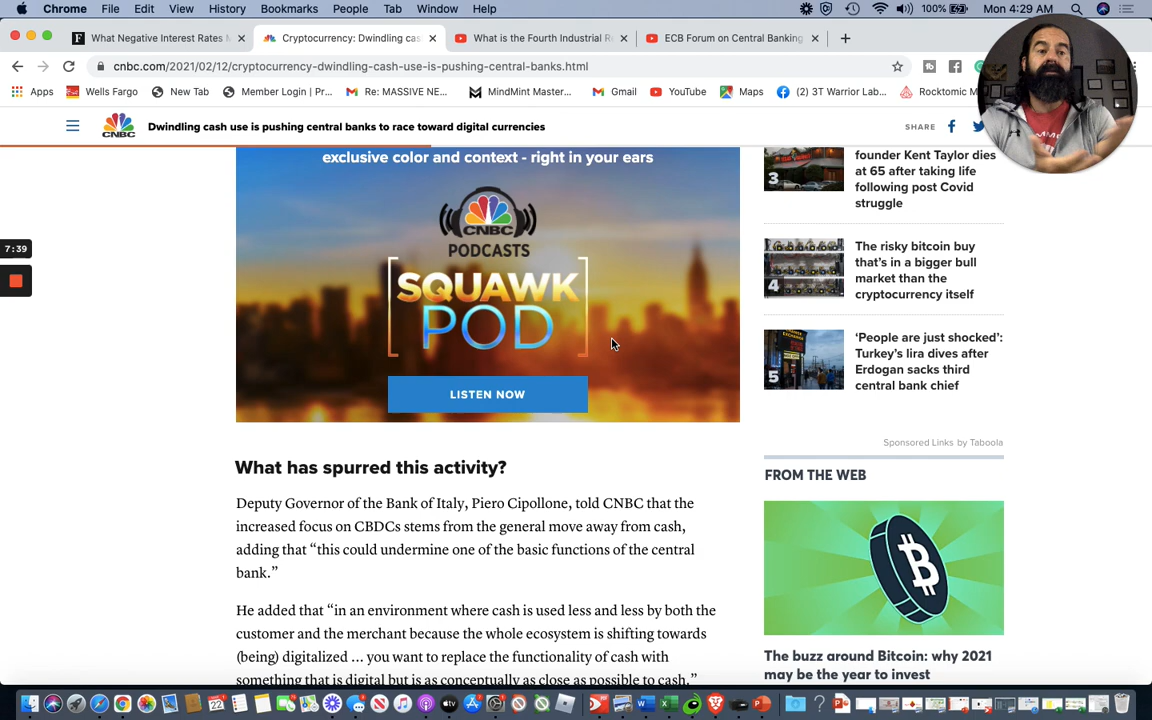 Chrome File Edit View History Bookmarks People Tab Window Help 100% Mon 4:29 AM
What Negative Interest Rates Cryptocurrency: Dwindling cas What is the Fourth Industrial R ECB Forum on Central Banking
cnbc.com/2021/02/12/cryptocurrency-dwindling-cash-use-is-pushing-central-banks.html
Apps Wells Fargo New Tab Member Login | Pr... Re: MASSIVE NE... MindMint Master... Gmail YouTube Maps (2) 3T Warrior Lab... Rocktomic M
CNBC Dwindling cash use is pushing central banks to race toward digital currencies SHARE
exclusive color and context - right in your ears
CNBC
PODCASTS
SQUAWK
POD
LISTEN NOW
7:39
What has spurred this activity?
Deputy Governor of the Bank of Italy, Piero Cipollone, told CNBC that the
increased focus on CBDCs stems from the general move away from cash,
adding that “this could undermine one of the basic functions of the central
bank.”
He added that “in an environment where cash is used less and less by both the
customer and the merchant because the whole ecosystem is shifting towards
(being) digitalized ... you want to replace the functionality of cash with
something that is digital but is as conceptually as close as possible to cash.”
3
founder Kent Taylor dies
at 65 after taking life
following post Covid
struggle
4
The risky bitcoin buy
that’s in a bigger bull
market than the
cryptocurrency itself
5
‘People are just shocked’:
Turkey’s lira dives after
Erdogan sacks third
central bank chief
Sponsored Links by Taboola
FROM THE WEB
The buzz around Bitcoin: why 2021
may be the year to invest